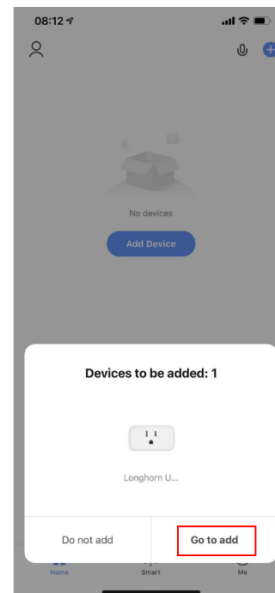 08:12
No devices
Add Device
Devices to be added: 1
Longhorn U...
Do not add
Go to add
Home
Smart
Me